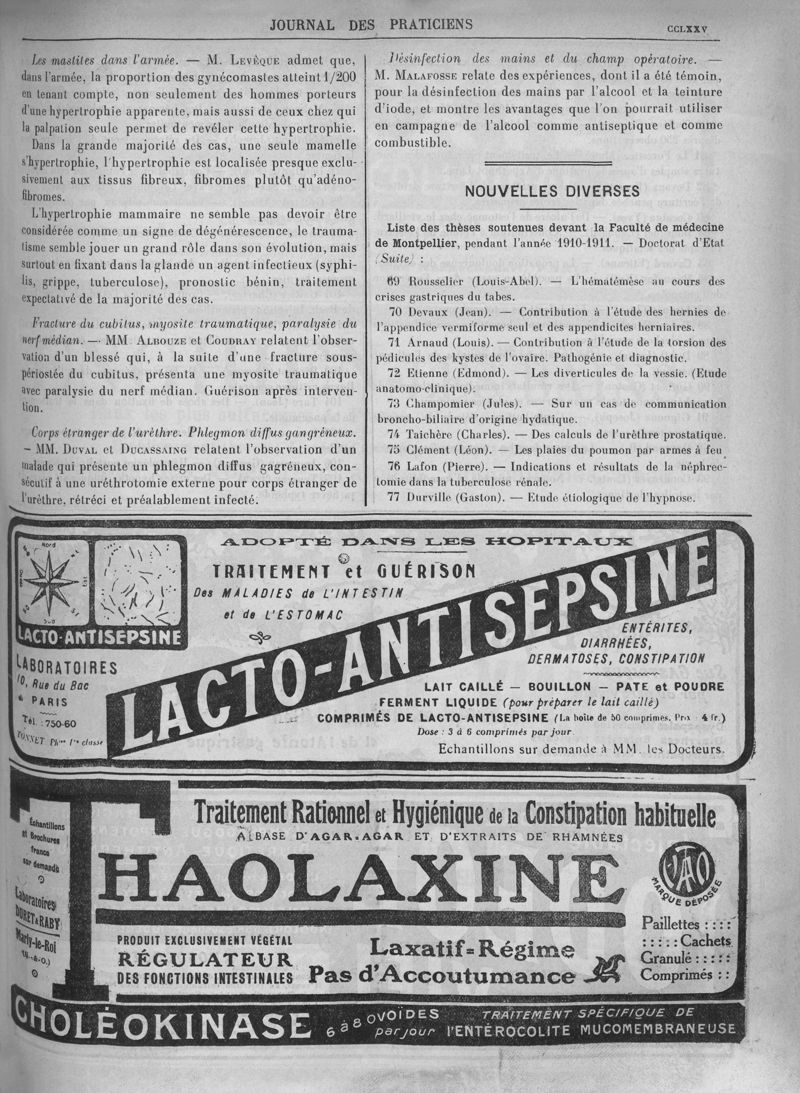 JOURNAL DES PRATICIENS
CCLXXV
Les mastites dans l'armée. — M. LEVÊQUE admet que,
dans l'armée, la proportion des gynécomastes atteint 1/200
en tenant compte, non seulement des hommes porteurs
d'une hypertrophie apparente, mais aussi de ceux chez qui
la palpation seule permet de revéler cette hypertrophie.
Dans la grande majorité des cas, une seule mamelle
s'hypertrophie, l'hypertrophie est localisée presque exclu-
sivement aux tissus fibreux, fibromes plutôt qu'adéno-
fibromes.
L'hypertrophie mammaire ne semble pas devoir être
considérée comme un signe de dégénérescence, le trauma-
tisme semble jouer un grand rôle dans son évolution, mais
surtout en fixant dans la glande un agent infectieux (syphi-
lis, grippe, tuberculose), pronostic bénin, traitement
expectative de la majorité des cas.
Fracture du cubitus, myosite traumatique, paralysie du
nerf médian. — MM. ALBOUZE et COUDRAY relatent l'obser-
vation d'un blessé qui, à la suite d'une fracture sous-
périostée du cubitus, présenta une myosite traumatique
avec paralysie du nerf médian. Guérison après interven-
tion.
Corps étranger de l'urèthre. Phlegmon diffus gangréneux.
— MM. DUVAL et DUCASSAING relatent l'observation d'un
malade qui présente un phlegmon diffus gagréneux, con-
sécutif à une uréthrotomie externe pour corps étranger de
l'urèthre, rétréci et préalablement infecté.
Désinfection des mains et du champ opératoire. —
M. MALAFOSSE relate des expériences, dont il a été témoin,
pour la désinfection des mains par l'alcool et la teinture
d'iode, et montre les avantages que l'on pourrait utiliser
en campagne de l'alcool comme antiseptique et comme
combustible.
NOUVELLES DIVERSES
Liste des thèses soutenues devant la Faculté de médecine
de Montpellier, pendant l'année 1910-1911. — Doctorat d'Etat
(Suite) :
69 Rousselier (Louis-Abel). — L'hématémèse au cours des
crises gastriques du tabes.
70 Devaux (Jean). — Contribution à l'étude des hernies de
l'appendice vermiforme seul et des appendicites herniaires.
71 Arnaud (Louis). — Contribution à l'étude de la torsion des
pédicules des kystes de l'ovaire. Pathogénie et diagnostic.
72 Etienne (Edmond). — Les diverticules de la vessie. (Etude
anatomo-clinique).
73 Champomier (Jules). — Sur un cas de communication
broncho-biliaire d'origine hydatique.
74 Taichère (Charles). — Des calculs de l'urèthre prostatique.
75 Clément (Léon). — Les plaies du poumon par armes à feu
76 Lafon (Pierre). — Indications et résultats de la néphrec-
tomie dans la tuberculose rénale.
77 Durville (Gaston). — Etude étiologique de l'hypnose.
Nord
Sud
LACTO-ANTISEPSINE
LABORATOIRES
10, Rue du Bac
PARIS
Tél. : 750-60
TONNET Phien 1re classe
ADOPTÉ DANS LES HOPITAUX
TRAITEMENT et GUÉRISON
Des MALADIES de L'INTESTIN
et de L'ESTOMAC
LACTO-ANTISEPSINE
ENTÉRITES,
DIARRHÉES,
DERMATOSES, CONSTIPATION
LAIT CAILLÉ — BOUILLON — PATE et POUDRE
FERMENT LIQUIDE (pour préparer le lait caillé)
COMPRIMÉS DE LACTO-ANTISEPSINE (La boîte de 50 comprimés, Prix 4 fr.)
Dose : 3 à 6 comprimés par jour
Echantillons sur demande à MM. les Docteurs.
Échantillons
et Brochures
franco
sur demande
Laboratoires
DURET & RABY
Marly-le-Roi
(S.-&-O.)
Traitement Rationnel et Hygiénique de la Constipation habituelle
A BASE D'AGAR-AGAR ET D'EXTRAITS DE RHAMNÉES
THAOLAXINE
MARQUE DÉPOSÉE
PRODUIT EXCLUSIVEMENT VÉGÉTAL
RÉGULATEUR
DES FONCTIONS INTESTINALES
Laxatif=Régime
Pas d'Accoutumance
Paillettes : : : :
: : : : : Cachets
Granulé : : : : :
Comprimés : :
CHOLÉOKINASE
6 à 8 OVOÏDES
par jour
TRAITEMENT SPÉCIFIQUE DE
l'ENTÉROCOLITE MUCOMEMBRANEUSE